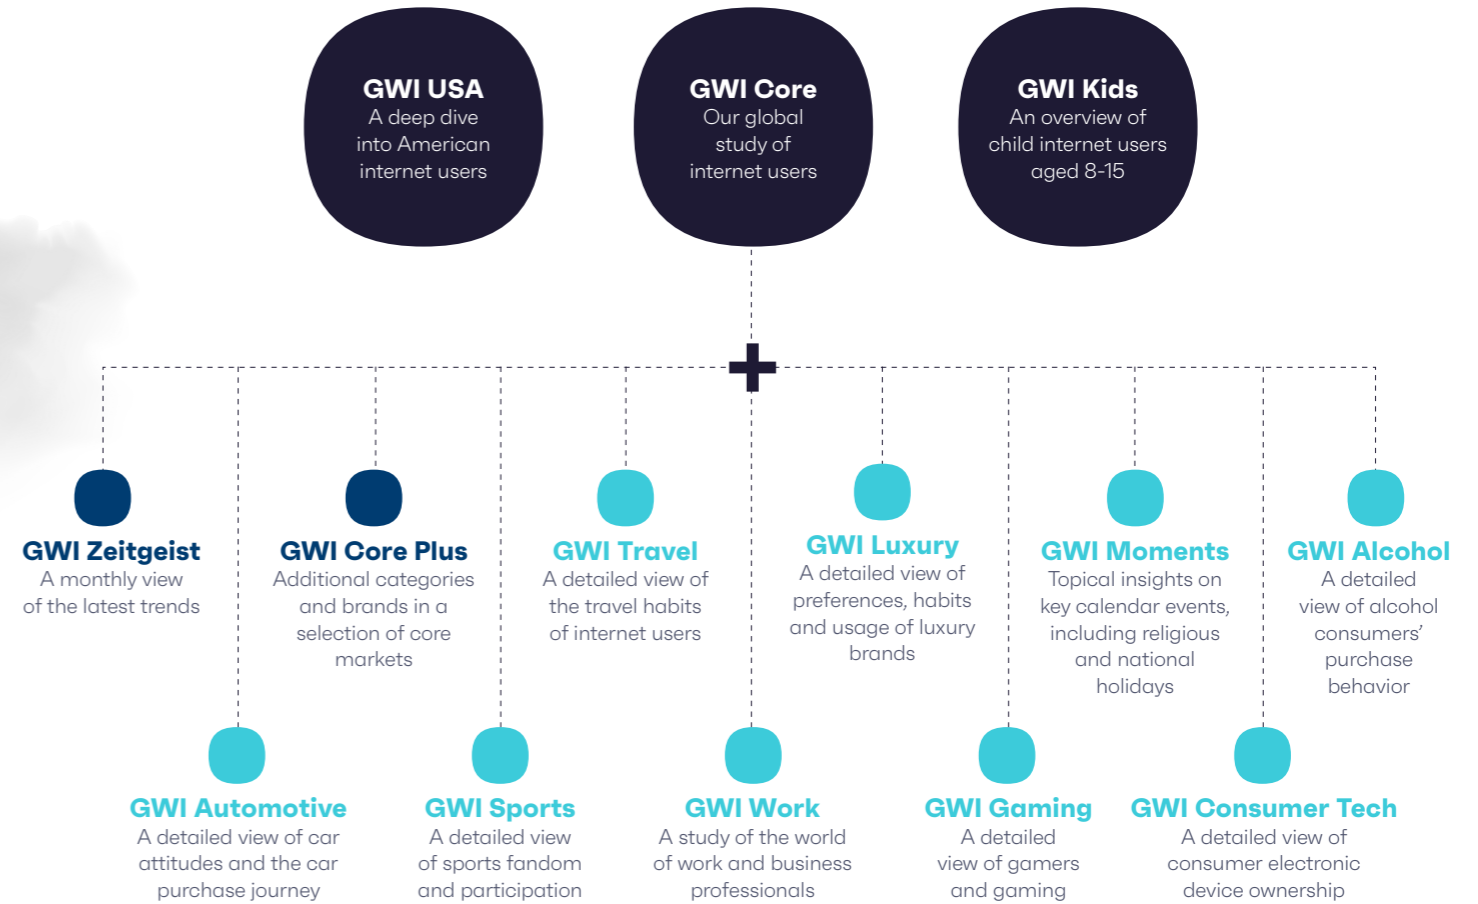 GWI USA
A deep dive
into American
internet users
GWI Core
Our global
study of
internet users
GWI Kids
An overview of
child internet users
aged 8-15
GWI Zeitgeist
A monthly view
of the latest trends
GWI Core Plus
Additional categories
and brands in a
selection of core
markets
GWI Travel
A detailed view of
the travel habits
of internet users
GWI Luxury
A detailed view of
preferences, habits
and usage of luxury
brands
GWI Moments
Topical insights on
key calendar events,
including religious
and national
holidays
GWI Alcohol
A detailed
view of alcohol
consumers’
purchase
behavior
GWI Automotive
A detailed view of car
attitudes and the car
purchase journey
GWI Sports
A detailed view
of sports fandom
and participation
GWI Work
A study of the world
of work and business
professionals
GWI Gaming
A detailed
view of gamers
and gaming
GWI Consumer Tech
A detailed view of
consumer electronic
device ownership